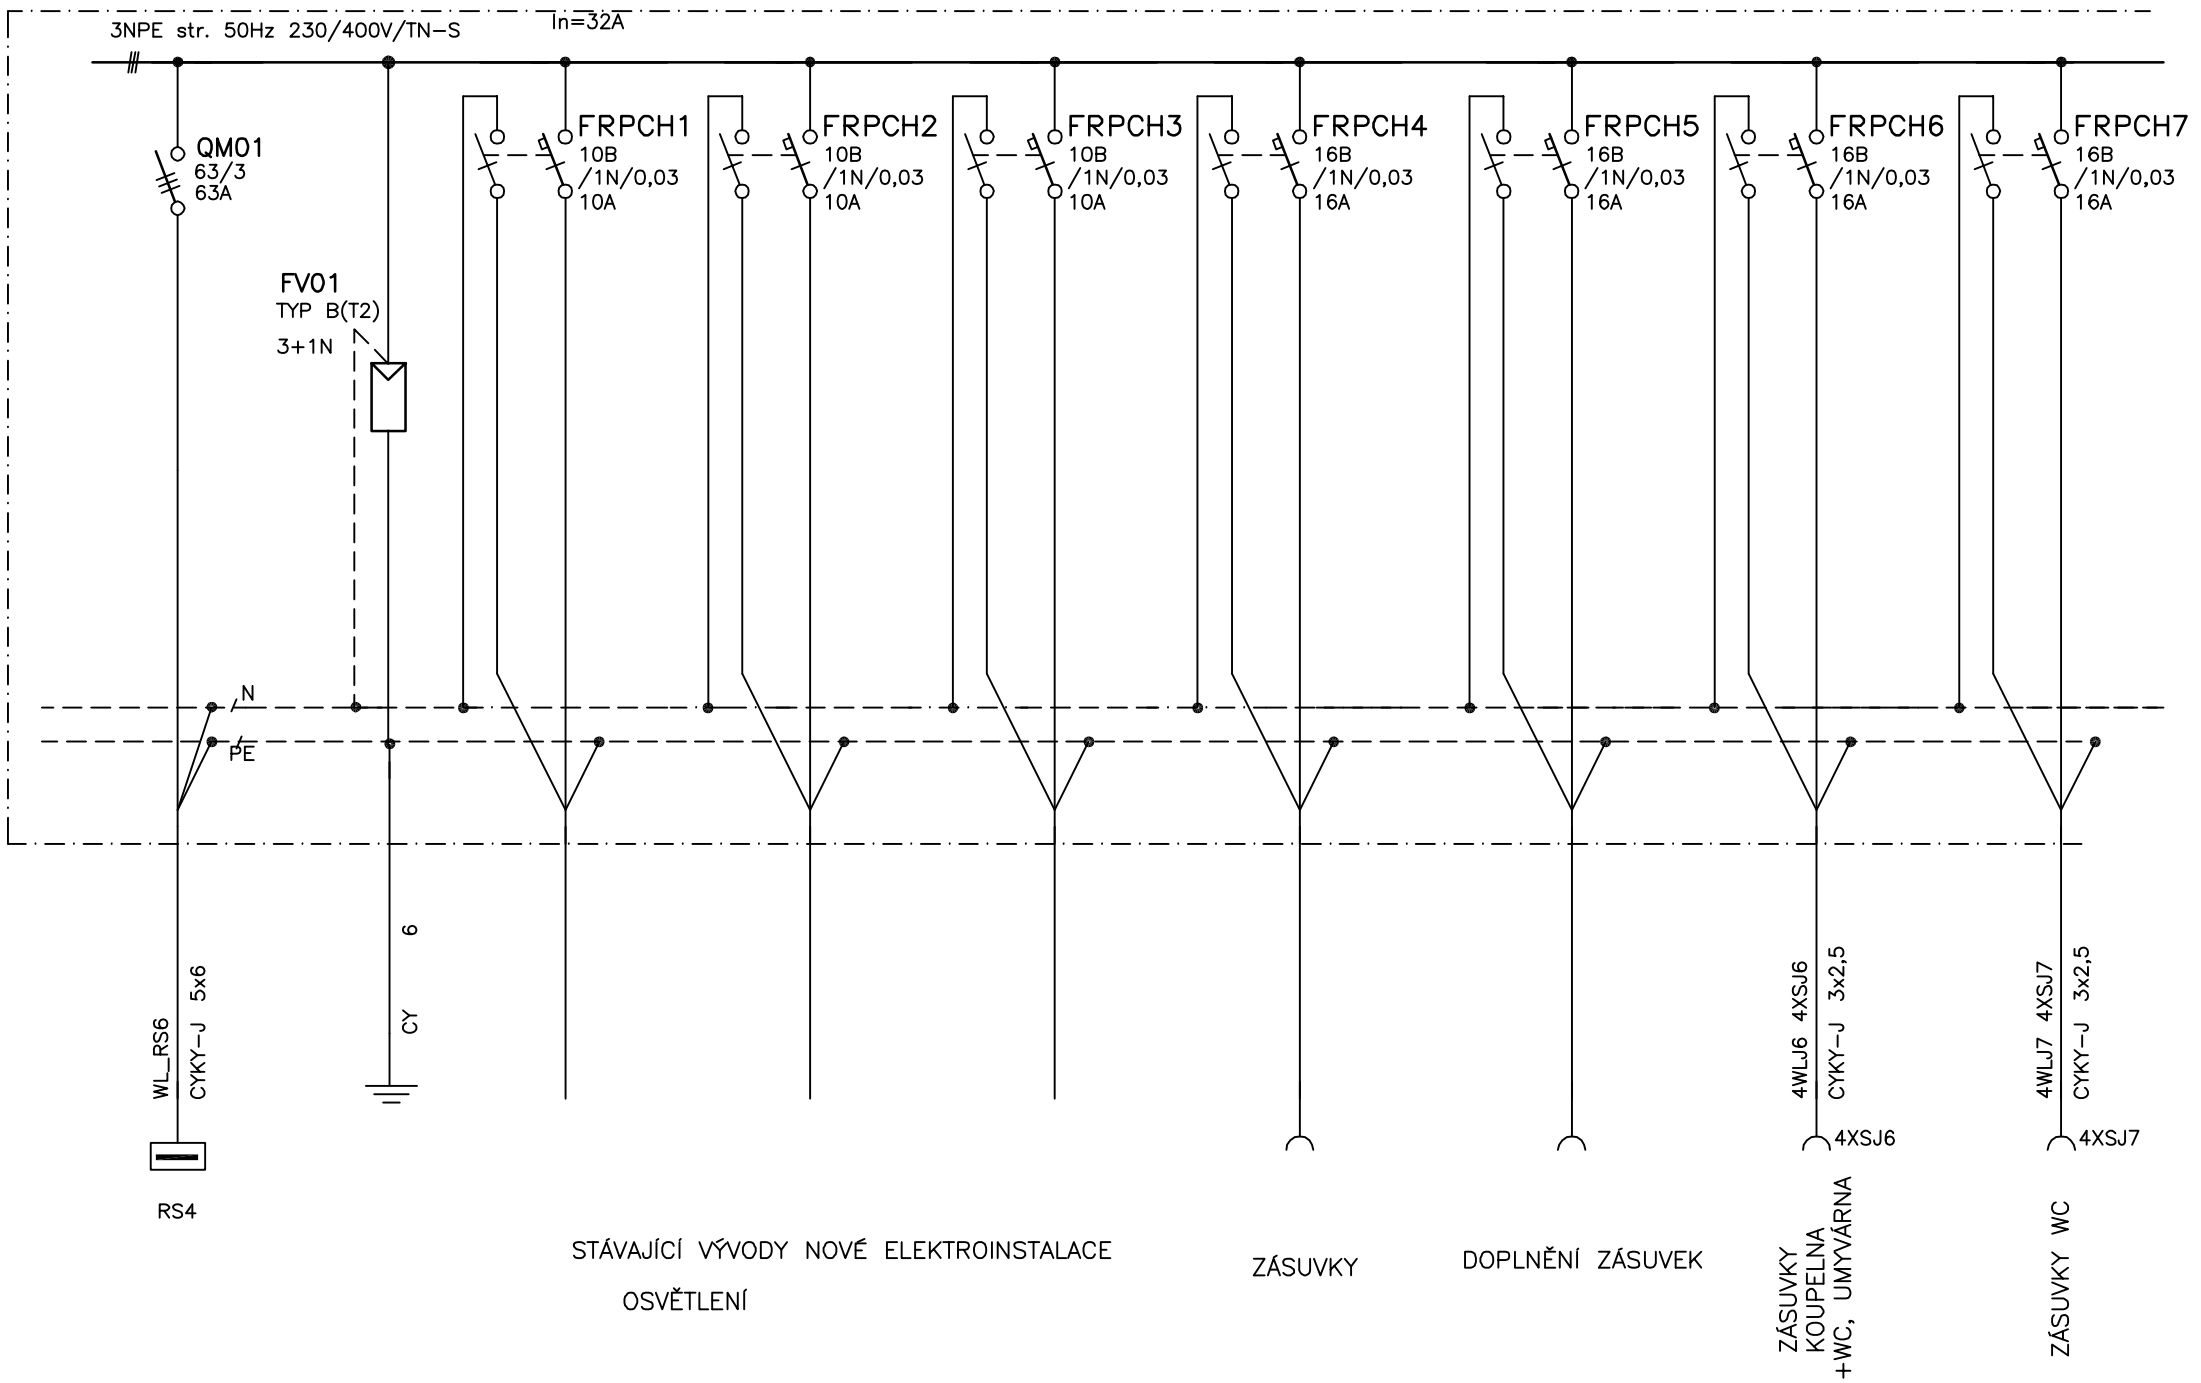 3NPE str. 50Hz 230/400V/TN-S
In=32A
QM01
63/3
63A
FV01
TYP B(T2)
3+1N
FRPCH1
10B
/1N/0,03
10A
FRPCH2
10B
/1N/0,03
10A
FRPCH3
10B
/1N/0,03
10A
FRPCH4
16B
/1N/0,03
16A
FRPCH5
16B
/1N/0,03
16A
FRPCH6
16B
/1N/0,03
16A
FRPCH7
16B
/1N/0,03
16A
N
PE
WL_RS6
CYKY-J 5x6
CY 6
4WLJ6 4XSJ6
CYKY-J 3x2,5
4WLJ7 4XSJ7
CYKY-J 3x2,5
4XSJ6
4XSJ7
RS4
STÁVAJÍCÍ VÝVODY NOVÉ ELEKTROINSTALACE
OSVĚTLENÍ
ZÁSUVKY
DOPLNĚNÍ ZÁSUVEK
ZÁSUVKY
KOUPELNA
+WC, UMYVÁRNA
ZÁSUVKY WC